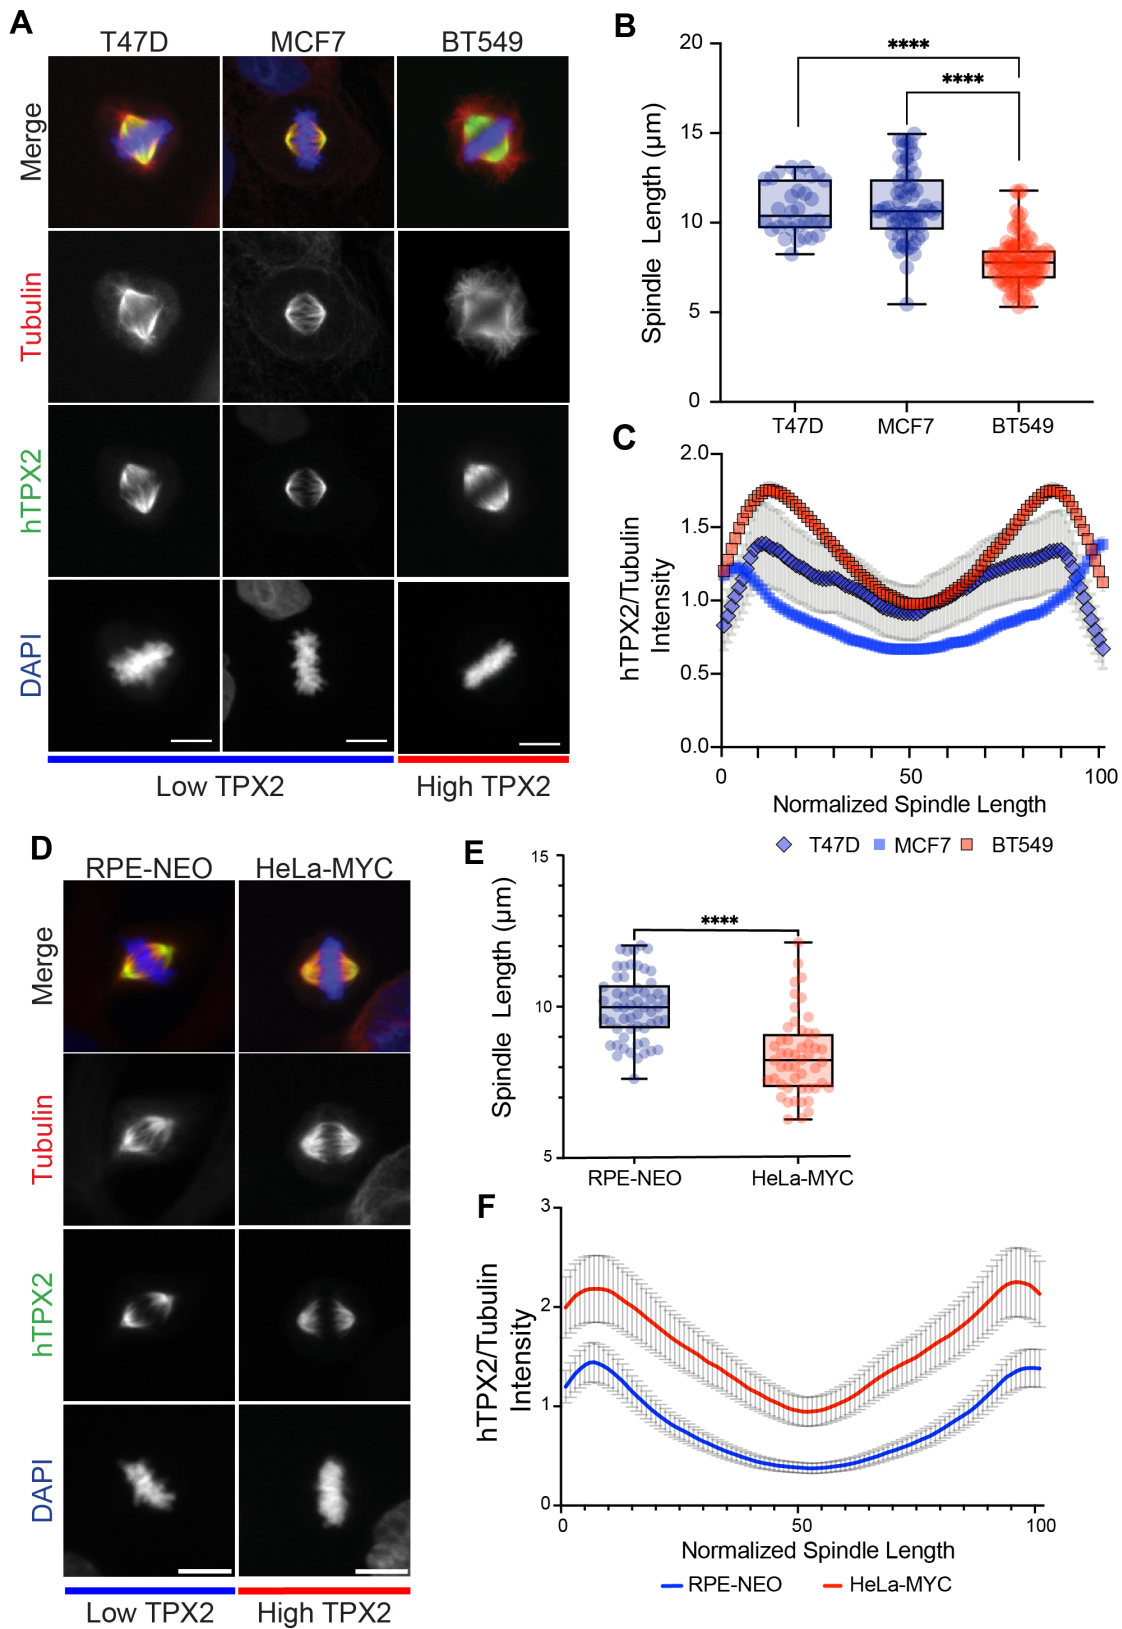 A
T47D MCF7 BT549
Merge
Tubulin
hTPX2
DAPI
Low TPX2 High TPX2
B
Spindle Length (μm)
20
15
10
5
0
****
****
T47D MCF7 BT549
C
hTPX2/Tubulin
Intensity
2.0
1.5
1.0
0.5
0.0
0 50 100
Normalized Spindle Length
T47D MCF7 BT549
D
RPE-NEO HeLa-MYC
Merge
Tubulin
hTPX2
DAPI
Low TPX2 High TPX2
E
Spindle Length (μm)
15
10
5
****
RPE-NEO HeLa-MYC
F
hTPX2/Tubulin
Intensity
3
2
1
0
0 50 100
Normalized Spindle Length
RPE-NEO HeLa-MYC